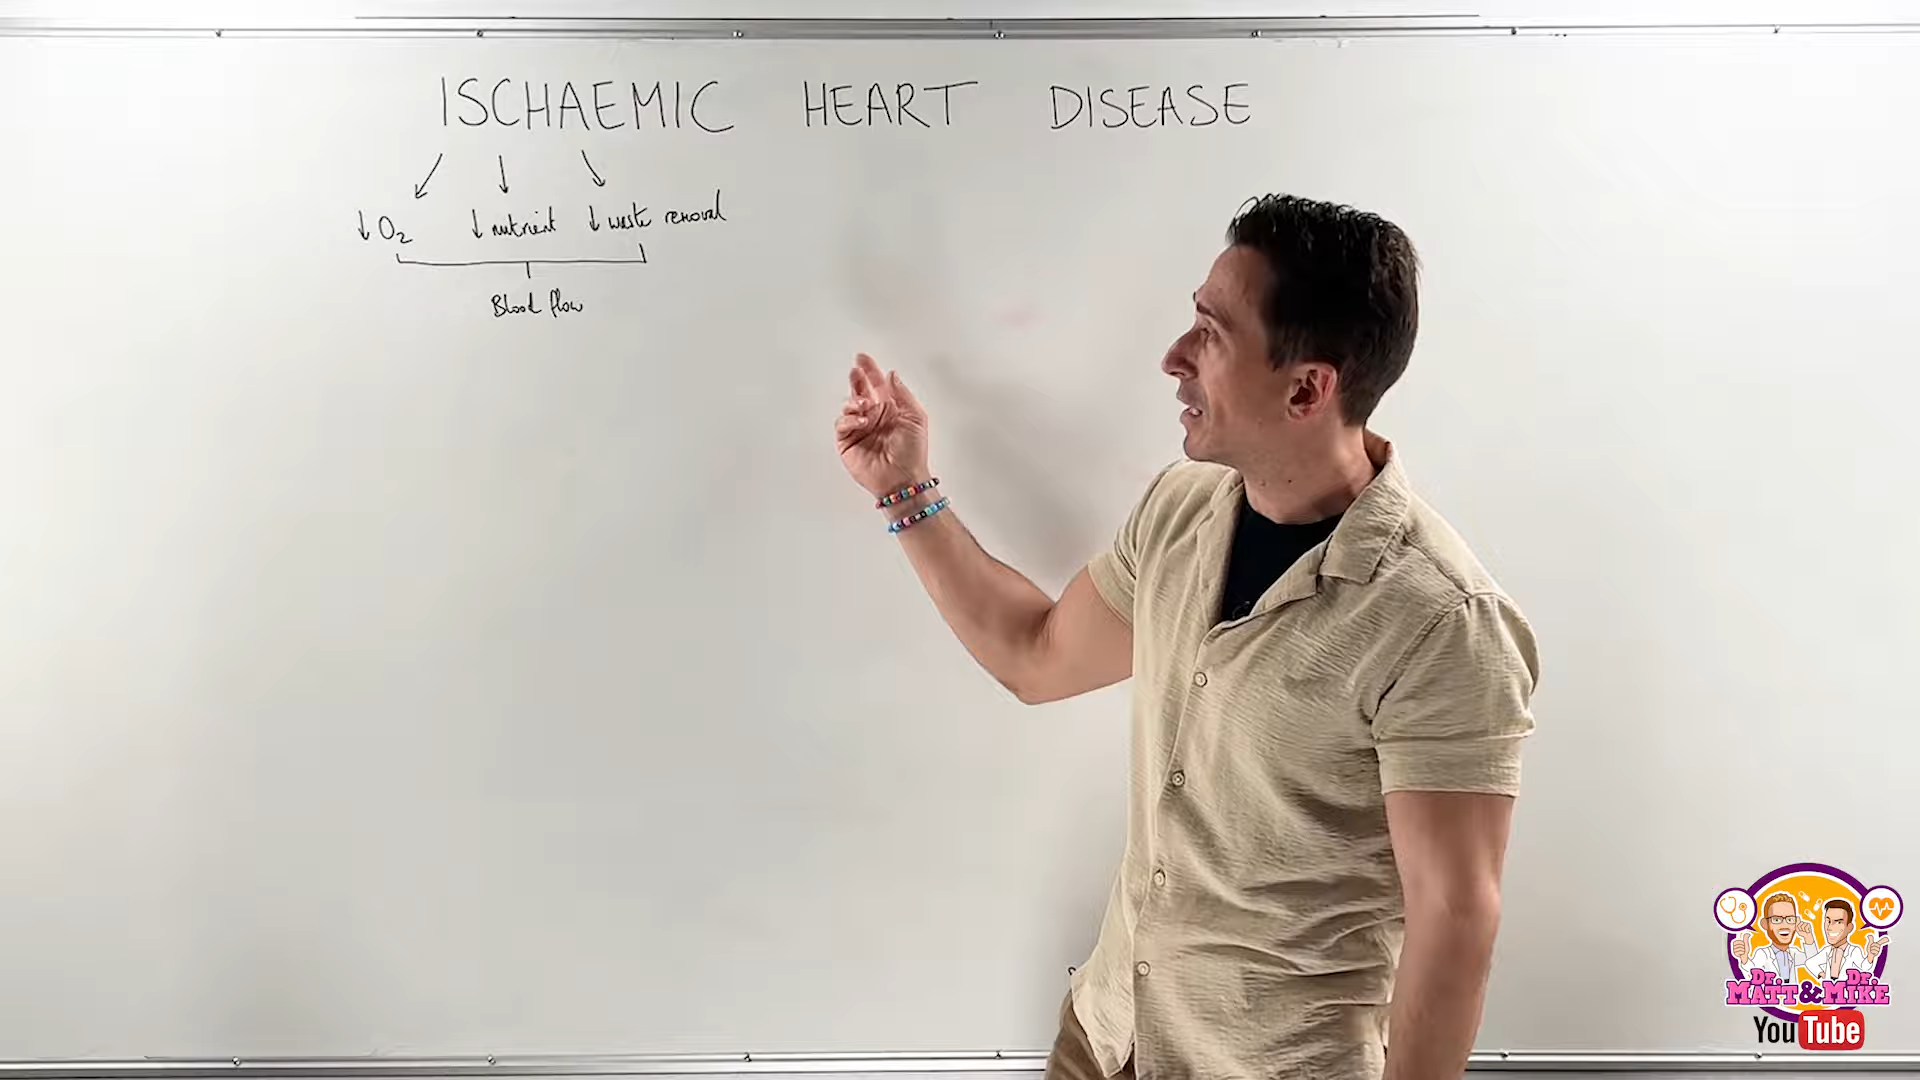 ISCHAEMIC HEART DISEASE
↓ O₂ ↓ nutrient ↓ waste removal
Blood flow
Dr. Dr.
MATT & MIKE
YouTube